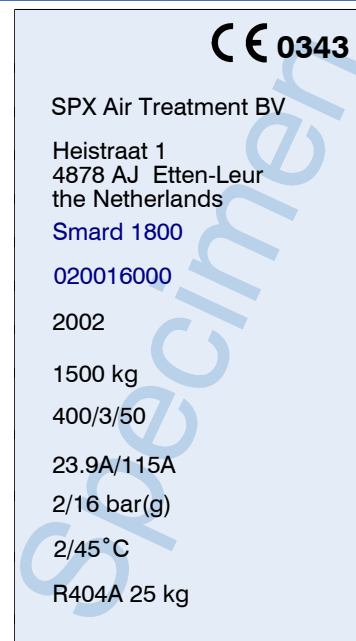 CE 0343
SPX Air Treatment BV
Heistraat 1
4878 AJ Etten-Leur
the Netherlands
Smard 1800
020016000
2002
1500 kg
400/3/50
23.9A/115A
2/16 bar(g)
2/45˚C
R404A 25 kg
Specimen